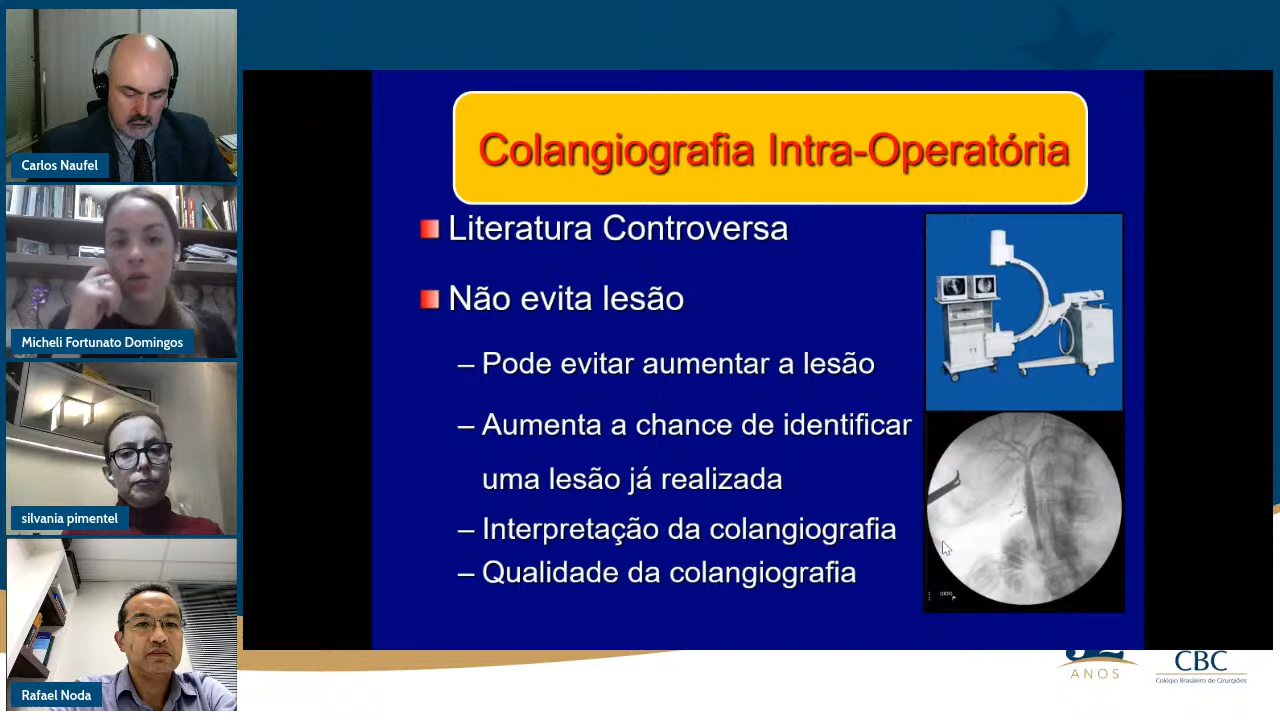 Carlos Naufel
Micheli Fortunato Domingos
silvania pimentel
Rafael Noda
Colangiografia Intra-Operatória
Literatura Controversa
Não evita lesão
– Pode evitar aumentar a lesão
– Aumenta a chance de identificar
uma lesão já realizada
– Interpretação da colangiografia
– Qualidade da colangiografia
ANOS
CBC
Colégio Brasileiro de Cirurgiões